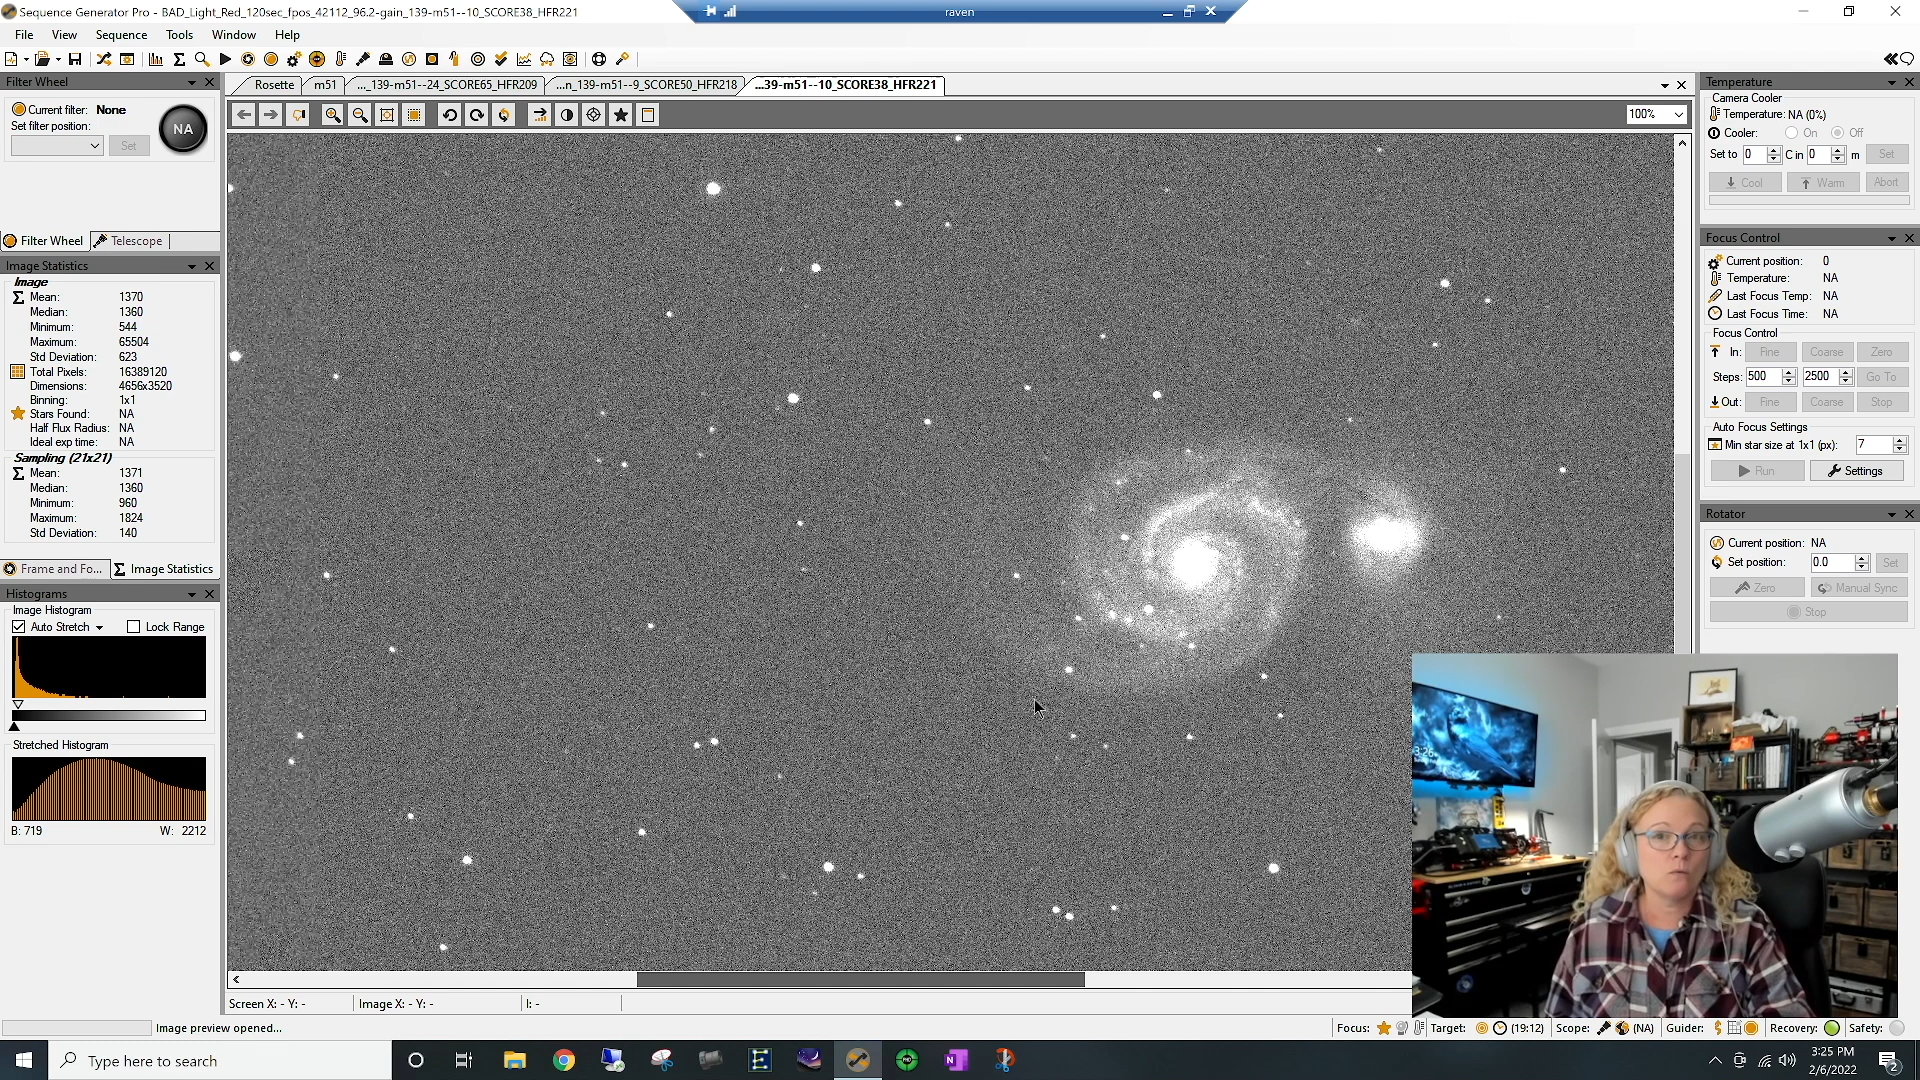 Sequence Generator Pro - BAD_Light_Red_120sec_fpos_42112_96.2-gain_139-m51--10_SCORE38_HFR221
raven
File View Sequence Tools Window Help
Filter Wheel
Current filter: None
Set filter position:
Set
NA
Filter Wheel Telescope
Image Statistics
Image
Mean: 1370
Median: 1360
Minimum: 544
Maximum: 65504
Std Deviation: 623
Total Pixels: 16389120
Dimensions: 4656x3520
Binning: 1x1
Stars Found: NA
Half Flux Radius: NA
Ideal exp time: NA
Sampling (21x21)
Mean: 1371
Median: 1360
Minimum: 960
Maximum: 1824
Std Deviation: 140
Frame and Fo... Image Statistics
Histograms
Image Histogram
Auto Stretch Lock Range
Stretched Histogram
B: 719 W: 2212
Rosette m51 ..._139-m51--24_SCORE65_HFR209 ...n_139-m51--9_SCORE50_HFR218 ...39-m51--10_SCORE38_HFR221
100%
Screen X: - Y: - Image X: - Y: - I: -
Temperature
Camera Cooler
Temperature: NA (0%)
Cooler: On Off
Set to 0 C in 0 m Set
Cool Warm Abort
Focus Control
Current position: 0
Temperature: NA
Last Focus Temp: NA
Last Focus Time: NA
Focus Control
In: Fine Coarse Zero
Steps: 500 2500 Go To
Out: Fine Coarse Stop
Auto Focus Settings
Min star size at 1x1 (px): 7
Run Settings
Rotator
Current position: NA
Set position: 0.0 Set
Zero Manual Sync
Stop
3:26
Image preview opened...
Focus: Target: (19:12) Scope: (NA) Guider: Recovery: Safety:
Type here to search
3:25 PM
2/6/2022
2